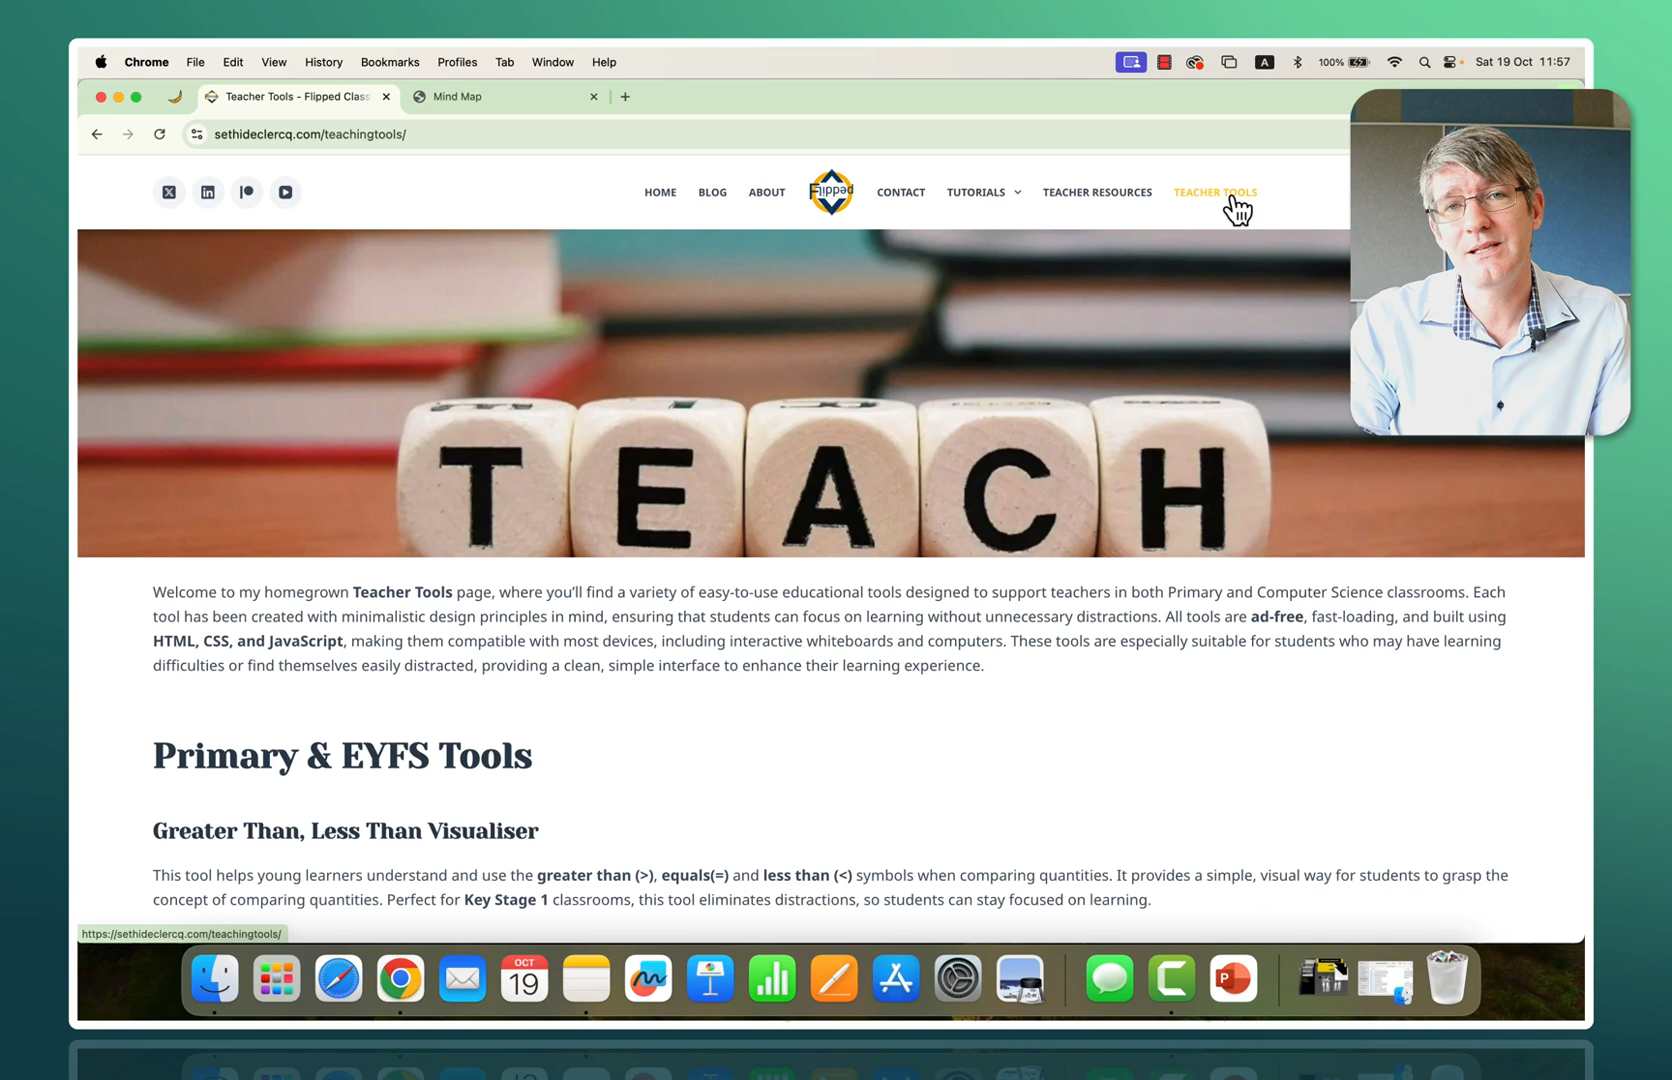 Chrome File Edit View History Bookmarks Profiles Tab Window Help A 100% Sat 19 Oct 11:57
Teacher Tools - Flipped Class Mind Map
sethideclercq.com/teachingtools/
HOME BLOG ABOUT Flipped CONTACT TUTORIALS TEACHER RESOURCES TEACHER TOOLS
TEACH
Welcome to my homegrown Teacher Tools page, where you'll find a variety of easy-to-use educational tools designed to support teachers in both Primary and Computer Science classrooms. Each
tool has been created with minimalistic design principles in mind, ensuring that students can focus on learning without unnecessary distractions. All tools are ad-free, fast-loading, and built using
HTML, CSS, and JavaScript, making them compatible with most devices, including interactive whiteboards and computers. These tools are especially suitable for students who may have learning
difficulties or find themselves easily distracted, providing a clean, simple interface to enhance their learning experience.
Primary & EYFS Tools
Greater Than, Less Than Visualiser
This tool helps young learners understand and use the greater than (>), equals(=) and less than (<) symbols when comparing quantities. It provides a simple, visual way for students to grasp the
concept of comparing quantities. Perfect for Key Stage 1 classrooms, this tool eliminates distractions, so students can stay focused on learning.
https://sethideclercq.com/teachingtools/
OCT
19
P